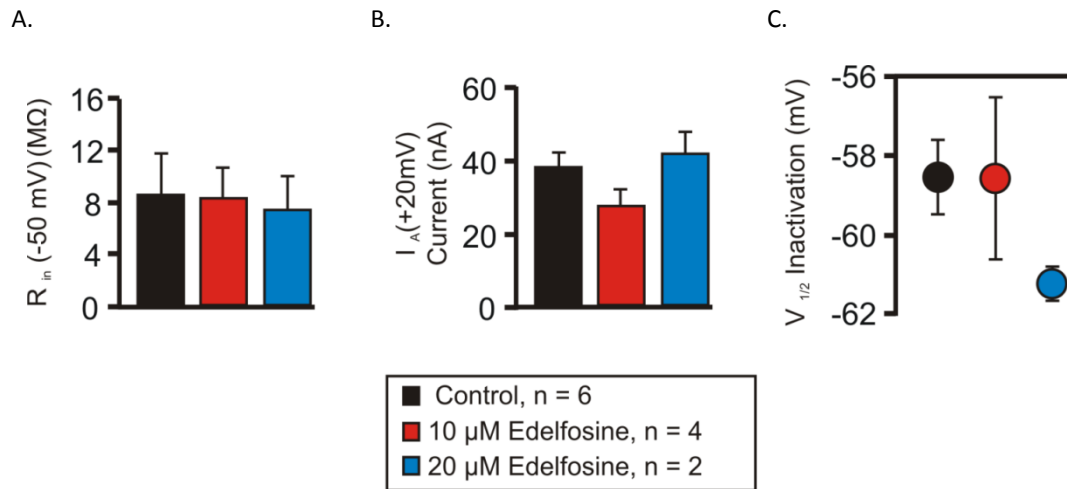 A.
B.
C.
R in (-50 mV) (MΩ)
16
12
8
4
0
I A(+20mV)
Current (nA)
60
40
20
0
V 1/2 Inactivation (mV)
-56
-58
-60
-62
Control, n = 6
10 µM Edelfosine, n = 4
20 µM Edelfosine, n = 2